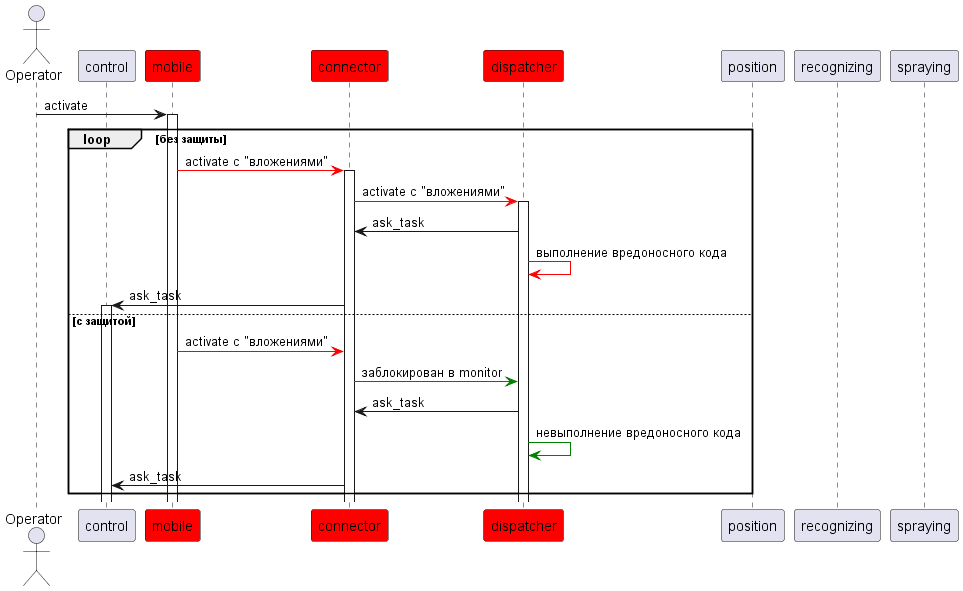 Operator
control
mobile
connector
dispatcher
position
recognizing
spraying
activate
loop
[без защиты]
activate с "вложениями"
activate с "вложениями"
ask_task
выполнение вредоносного кода
ask_task
[с защитой]
activate с "вложениями"
заблокирован в monitor
ask_task
невыполнение вредоносного кода
ask_task
Operator
control
mobile
connector
dispatcher
position
recognizing
spraying